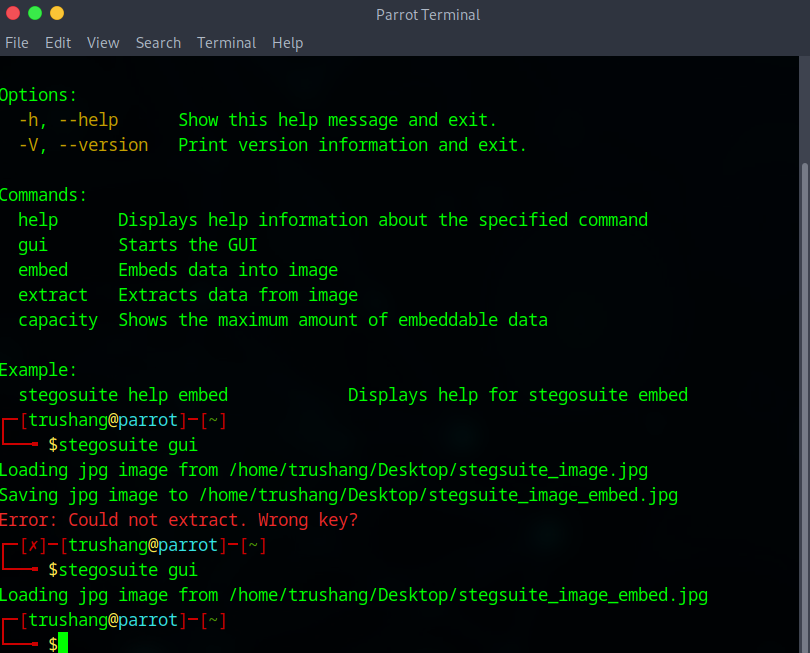 Parrot Terminal
File Edit View Search Terminal Help
Options:
  -h, --help      Show this help message and exit.
  -V, --version   Print version information and exit.
Commands:
  help      Displays help information about the specified command
  gui       Starts the GUI
  embed     Embeds data into image
  extract   Extracts data from image
  capacity  Shows the maximum amount of embeddable data
Example:
  stegosuite help embed            Displays help for stegosuite embed
┌─[trushang@parrot]─[~]
└──╼ $stegosuite gui
Loading jpg image from /home/trushang/Desktop/stegsuite_image.jpg
Saving jpg image to /home/trushang/Desktop/stegsuite_image_embed.jpg
Error: Could not extract. Wrong key?
┌─[✗]─[trushang@parrot]─[~]
└──╼ $stegosuite gui
Loading jpg image from /home/trushang/Desktop/stegsuite_image_embed.jpg
┌─[trushang@parrot]─[~]
└──╼ $